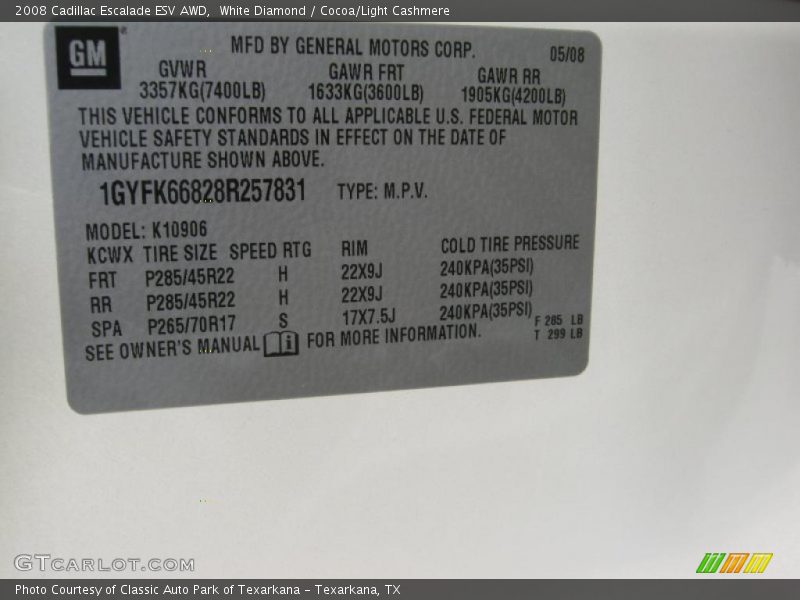 2008 Cadillac Escalade ESV AWD, White Diamond / Cocoa/Light Cashmere
GM
MFD BY GENERAL MOTORS CORP. 05/08
GVWR GAWR FRT GAWR RR
3357KG(7400LB) 1633KG(3600LB) 1905KG(4200LB)
THIS VEHICLE CONFORMS TO ALL APPLICABLE U.S. FEDERAL MOTOR
VEHICLE SAFETY STANDARDS IN EFFECT ON THE DATE OF
MANUFACTURE SHOWN ABOVE.
1GYFK66828R257831 TYPE: M.P.V.
MODEL: K10906
KCWX TIRE SIZE SPEED RTG RIM COLD TIRE PRESSURE
FRT P285/45R22 H 22X9J 240KPA(35PSI)
RR P285/45R22 H 22X9J 240KPA(35PSI)
SPA P265/70R17 S 17X7.5J 240KPA(35PSI)
F 285 LB
T 299 LB
SEE OWNER'S MANUAL i FOR MORE INFORMATION.
GTCARLOT.COM
Photo Courtesy of Classic Auto Park of Texarkana – Texarkana, TX